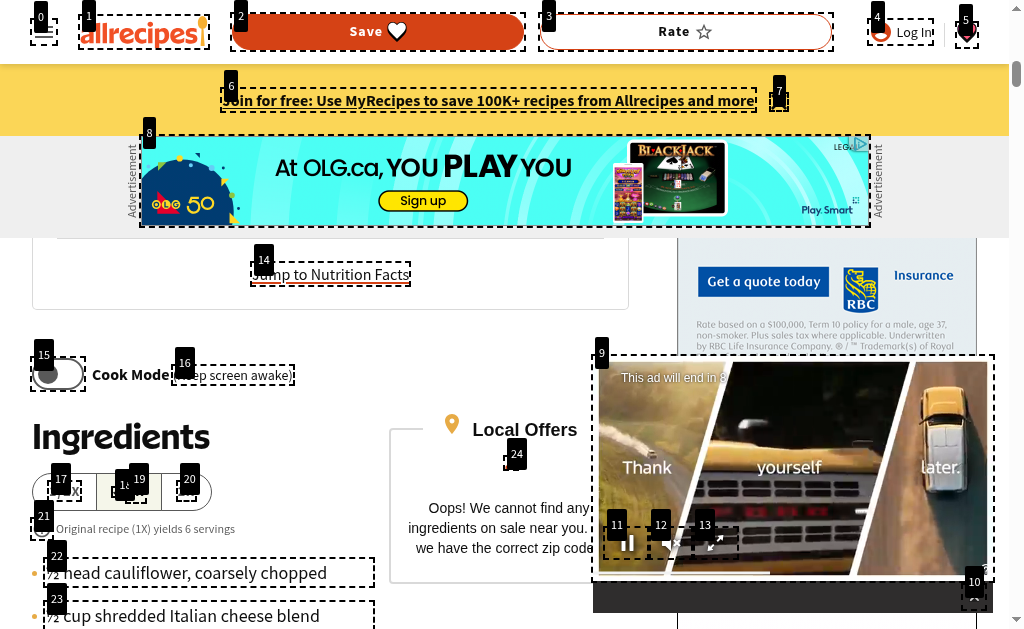 0
1
2
3
4
5
allrecipes
Save
Rate
Log In
6
7
Join for free: Use MyRecipes to save 100K+ recipes from Allrecipes and more
8
Advertisement
At OLG.ca, YOU PLAY YOU
Sign up
OLG 50
BLACKJACK
LEGAL
Play Smart
Advertisement
14
Jump to Nutrition Facts
Get a quote today
RBC
Insurance
Rate based on a $100,000, Term 10 policy for a male, age 37,
non-smoker. Plus sales tax where applicable. Underwritten
by RBC Life Insurance Company. ® / ™ Trademark(s) of Royal
15
16
Cook Mode (Keep screen awake)
9
This ad will end in 8
Thank yourself later.
11
12
13
10
Ingredients
17
18
19
20
X
21
Original recipe (1X) yields 6 servings
22
½ head cauliflower, coarsely chopped
23
½ cup shredded Italian cheese blend
Local Offers
24
Oops! We cannot find any
ingredients on sale near you.
we have the correct zip code